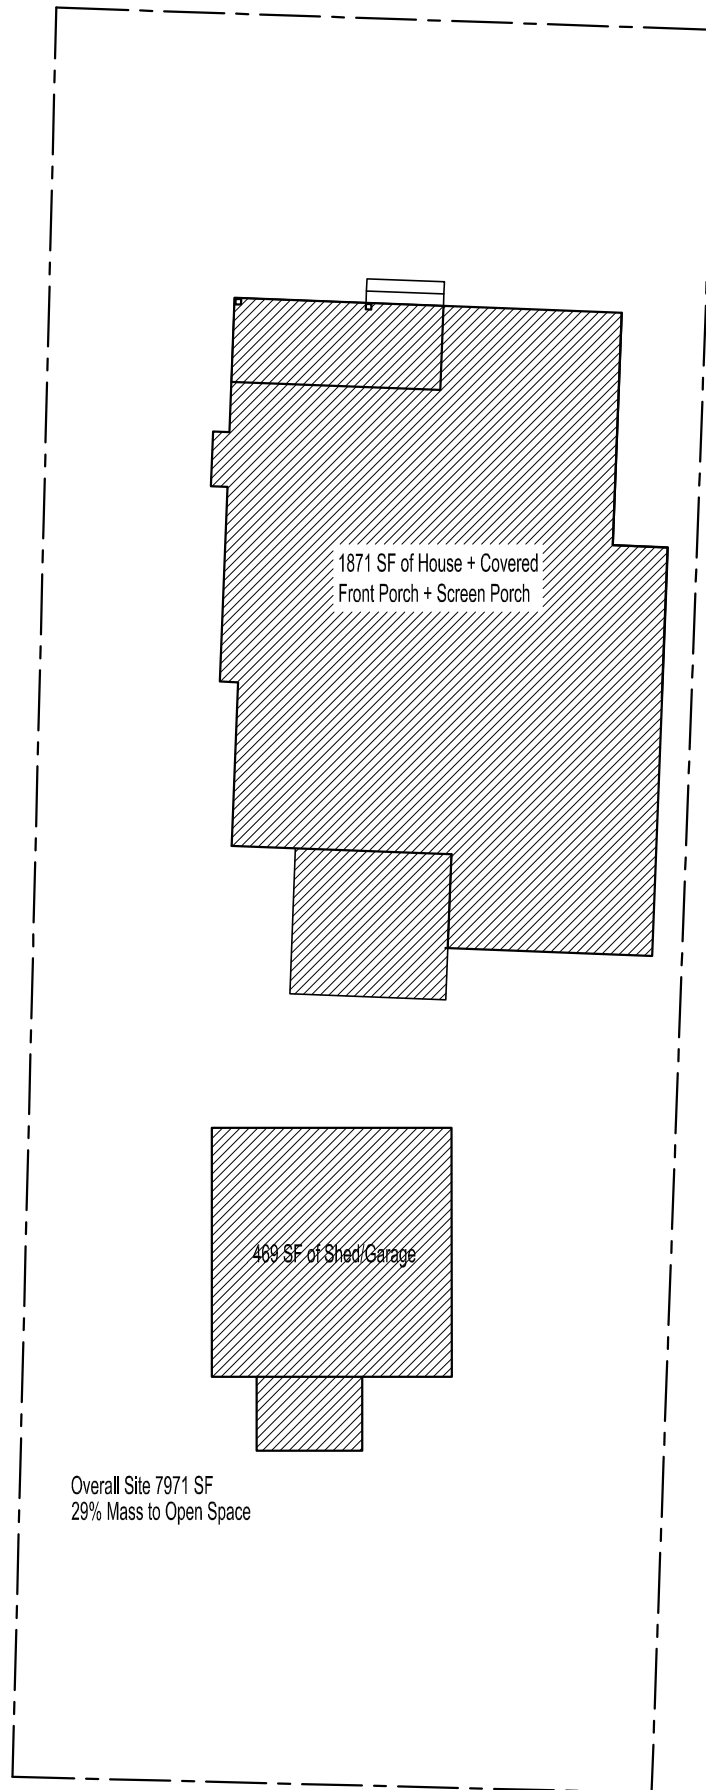 1871 SF of House + Covered
Front Porch + Screen Porch
469 SF of Shed/Garage
Overall Site 7971 SF
29% Mass to Open Space